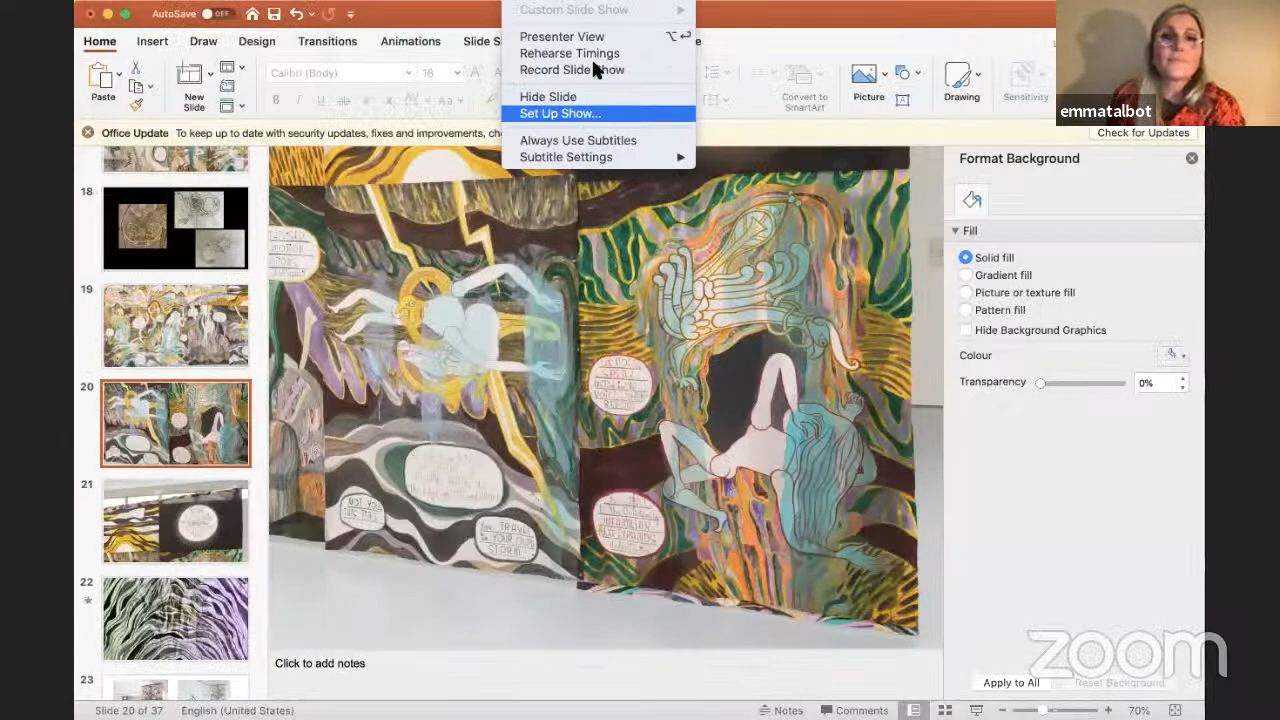 AutoSave OFF
Custom Slide Show
Presenter View
Rehearse Timings
Record Slide Show
Hide Slide
Set Up Show...
Always Use Subtitles
Subtitle Settings
Home Insert Draw Design Transitions Animations Slide S
Paste
New
Slide
Calibri (Body) 18
Convert to
SmartArt
Picture
Drawing
Sensitivity
emmatalbot
Office Update To keep up to date with security updates, fixes and improvements, ch
Check for Updates
18
19
20
21
22
23
Format Background
Fill
Solid fill
Gradient fill
Picture or texture fill
Pattern fill
Hide Background Graphics
Colour
Transparency 0%
YOU TRAVEL
YOUR OWN
STORM
Click to add notes
Apply to All Reset Background
zoom
Slide 20 of 37 English (United States) Notes Comments 70%